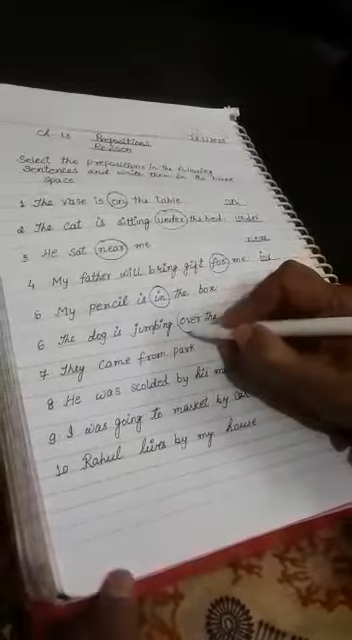 Ch 13 Prepositions
Revision
Select the prepositions in the following
sentences and write them in the
space
1 The vase is on the table on
2 The cat is sitting under the bed. under
3 He sat near me near
4 My father will bring gift for me for
5 My pencil is in the box
6 The dog is jumping over the
7 They came from park
8 He was scolded by his
9. I was going to market by
10 Rahul lives by my house